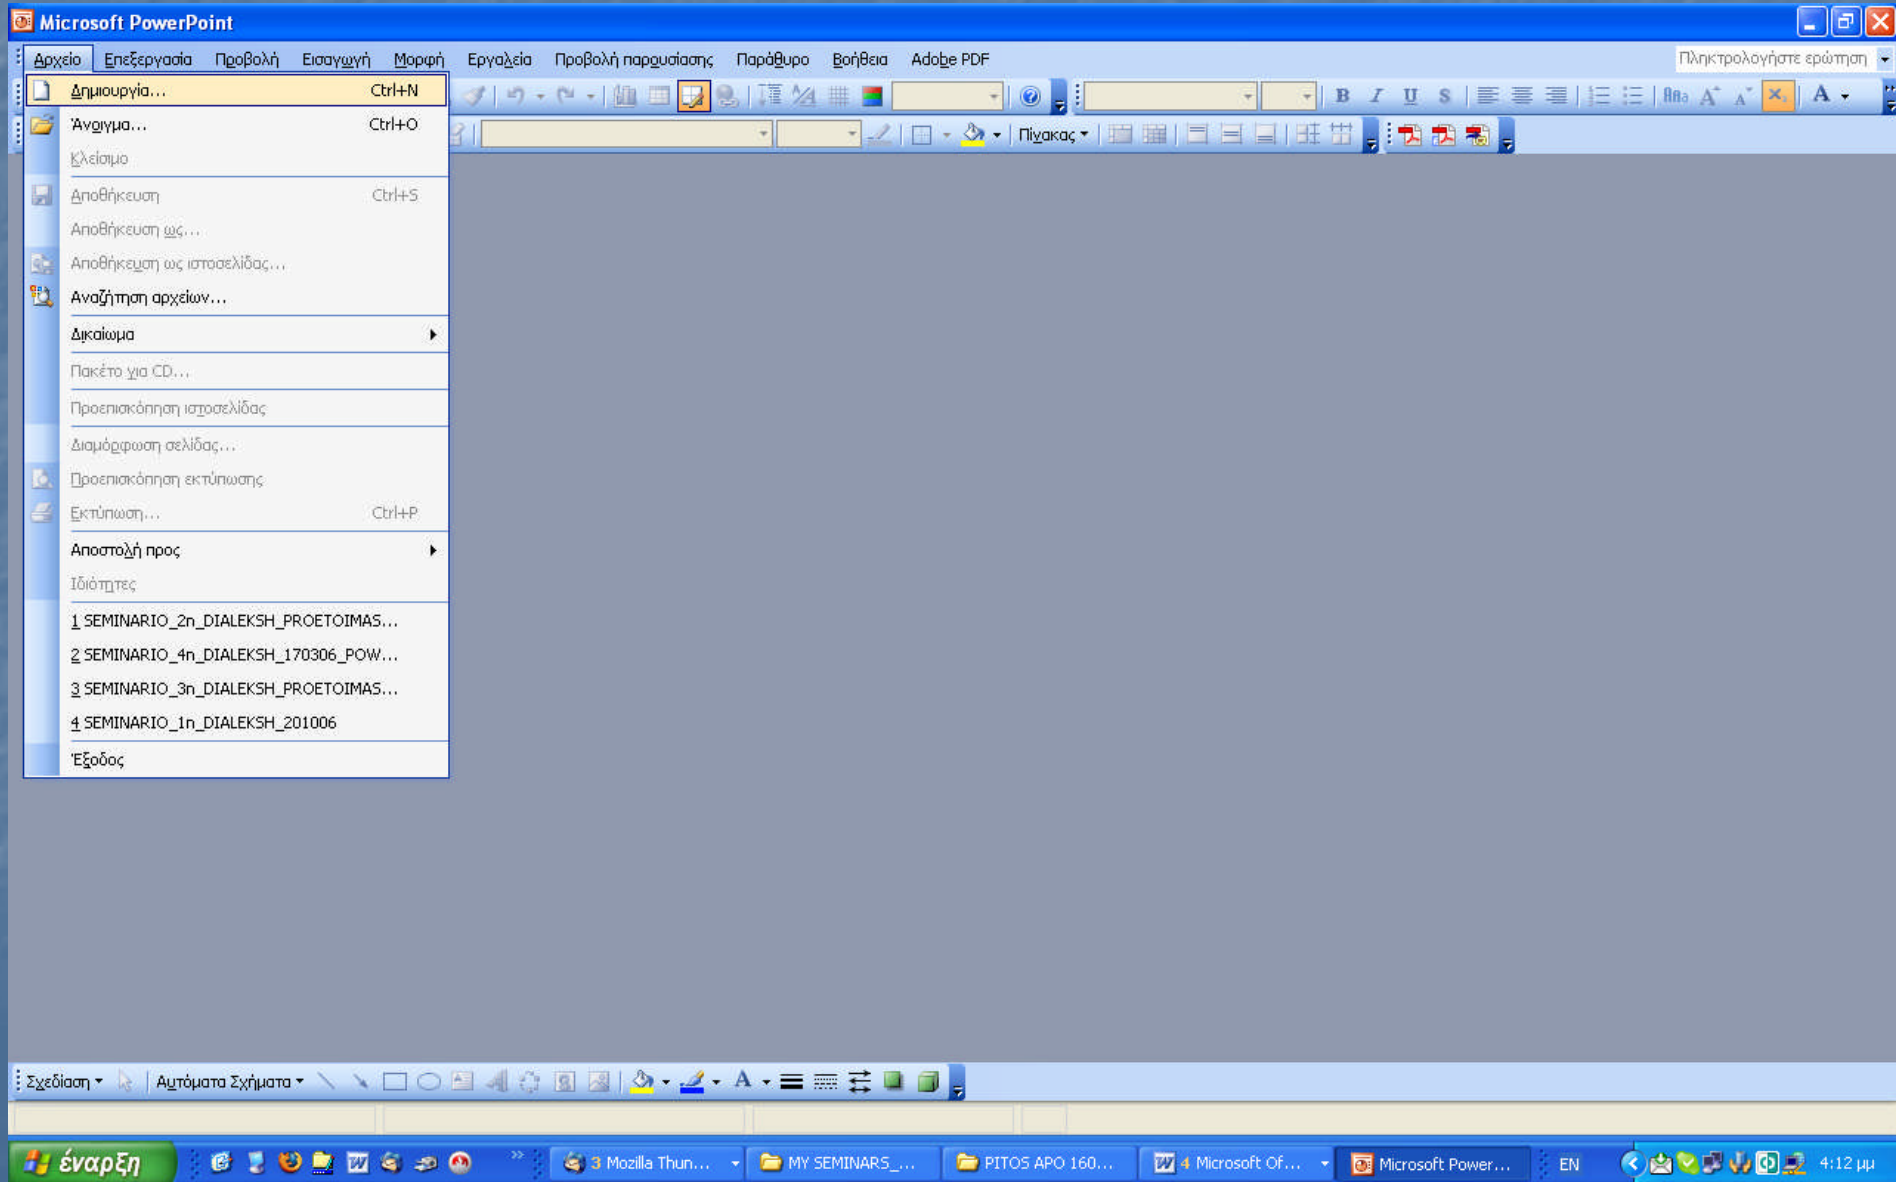 Microsoft PowerPoint
Αρχείο Επεξεργασία Προβολή Εισαγωγή Μορφή Εργαλεία Προβολή παρουσίασης Παράθυρο Βοήθεια Adobe PDF Πληκτρολογήστε ερώτηση
Δημιουργία... Ctrl+N
Άνοιγμα... Ctrl+O
Πίνακας
Κλείσιμο
Αποθήκευση Ctrl+S
Αποθήκευση ως...
Αποθήκευση ως ιστοσελίδας...
Αναζήτηση αρχείων...
Δικαίωμα
Πακέτο για CD...
Προεπισκόπηση ιστοσελίδας
Διαμόρφωση σελίδας...
Προεπισκόπηση εκτύπωσης
Εκτύπωση... Ctrl+P
Αποστολή προς
Ιδιότητες
1 SEMINARIO_2n_DIALEKSH_PROETOIMAS...
2 SEMINARIO_4n_DIALEKSH_170306_POW...
3 SEMINARIO_3n_DIALEKSH_PROETOIMAS...
4 SEMINARIO_1n_DIALEKSH_201006
Έξοδος
Σχεδίαση Αυτόματα Σχήματα
έναρξη 3 Mozilla Thun... MY SEMINARS_... PITOS APO 160... 4 Microsoft Of... Microsoft Power... EN 4:12 μμ